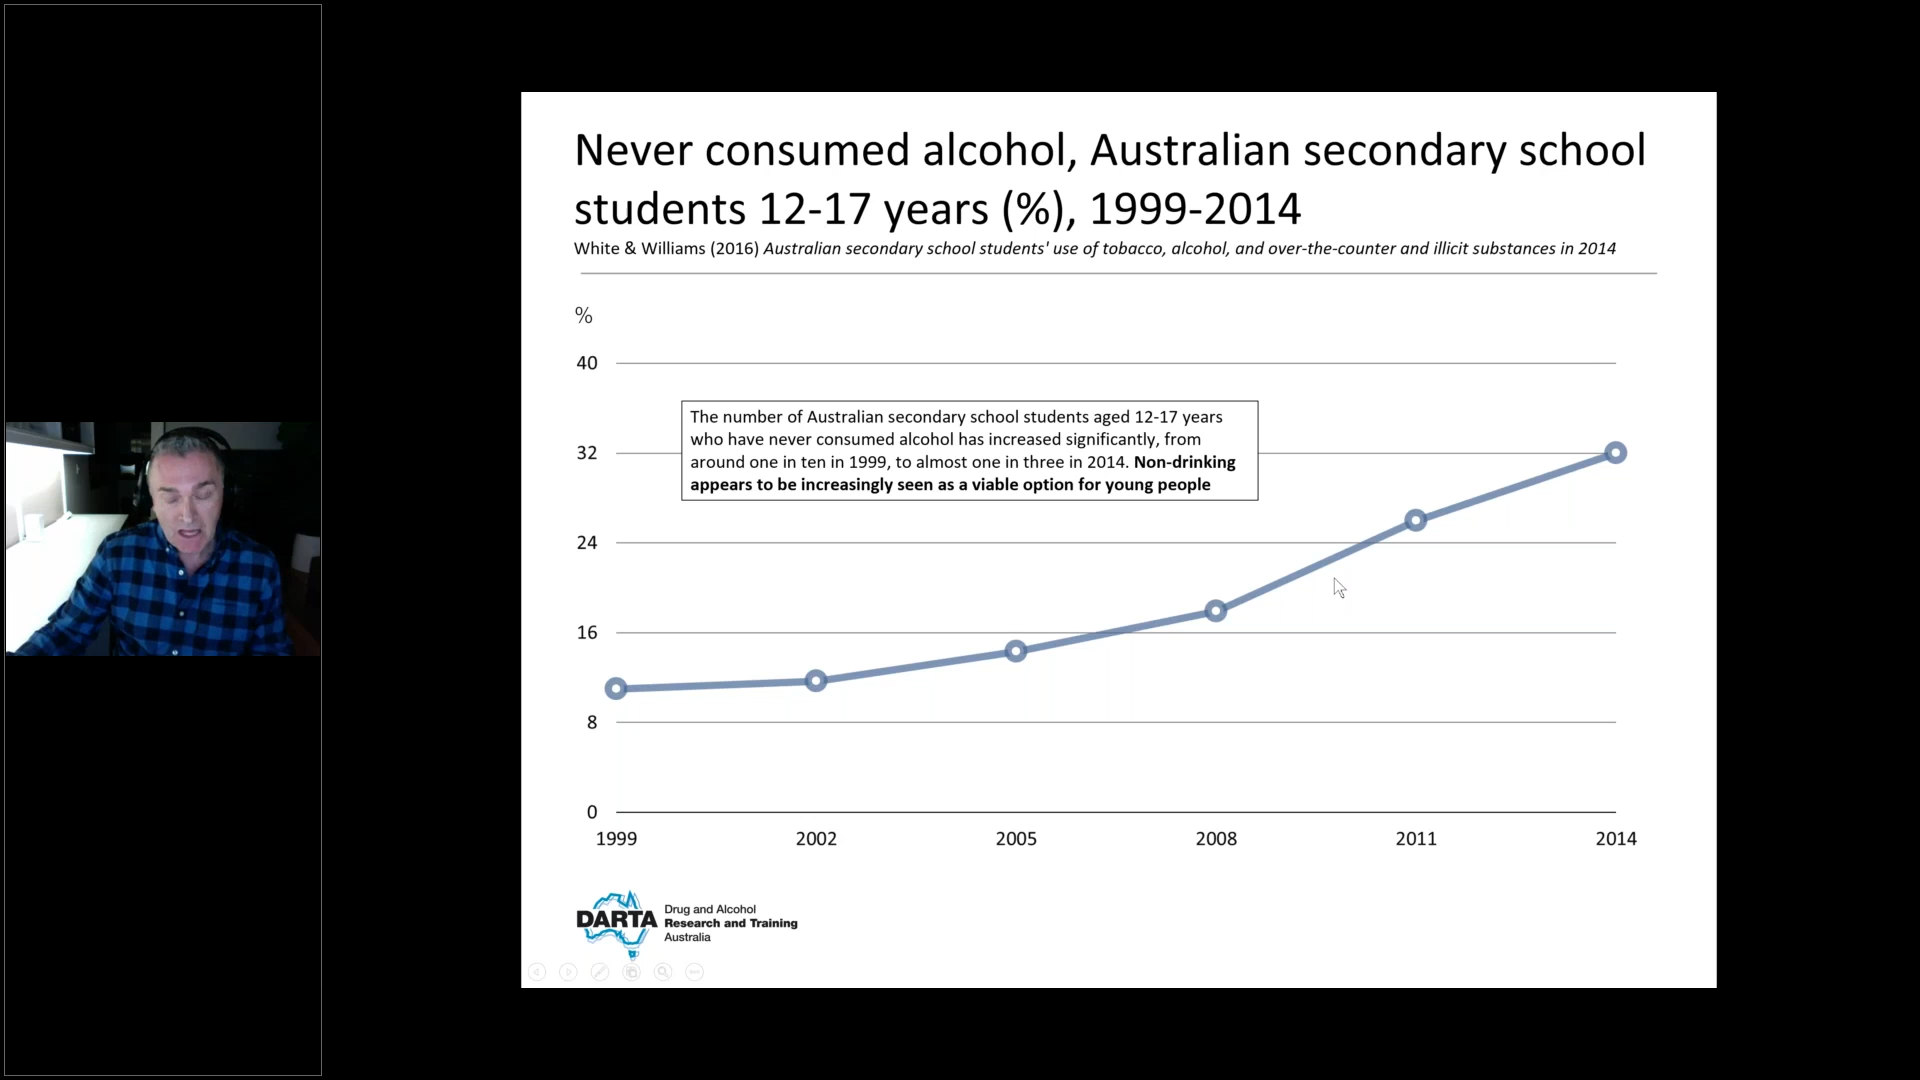 Never consumed alcohol, Australian secondary school
students 12-17 years (%), 1999-2014
White & Williams (2016) Australian secondary school students' use of tobacco, alcohol, and over-the-counter and illicit substances in 2014
%
40
The number of Australian secondary school students aged 12-17 years
who have never consumed alcohol has increased significantly, from
around one in ten in 1999, to almost one in three in 2014. Non-drinking
appears to be increasingly seen as a viable option for young people
32
24
16
8
0
1999 2002 2005 2008 2011 2014
DARTA
Drug and Alcohol
Research and Training
Australia